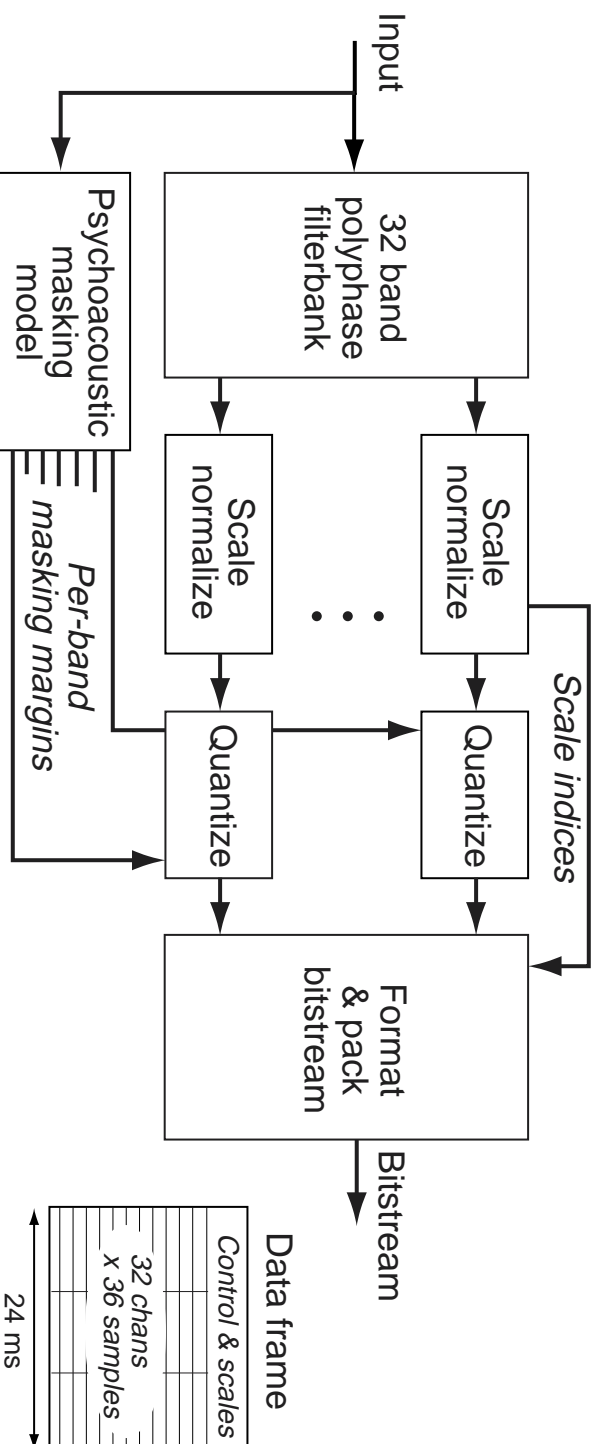 Input
32 band
polyphase
filterbank
Psychoacoustic
masking
model
Scale
normalize
Scale
normalize
Scale indices
Per-band
masking margins
Quantize
Quantize
Format
& pack
bitstream
Bitstream
Data frame
Control & scales
32 chans
x 36 samples
24 ms